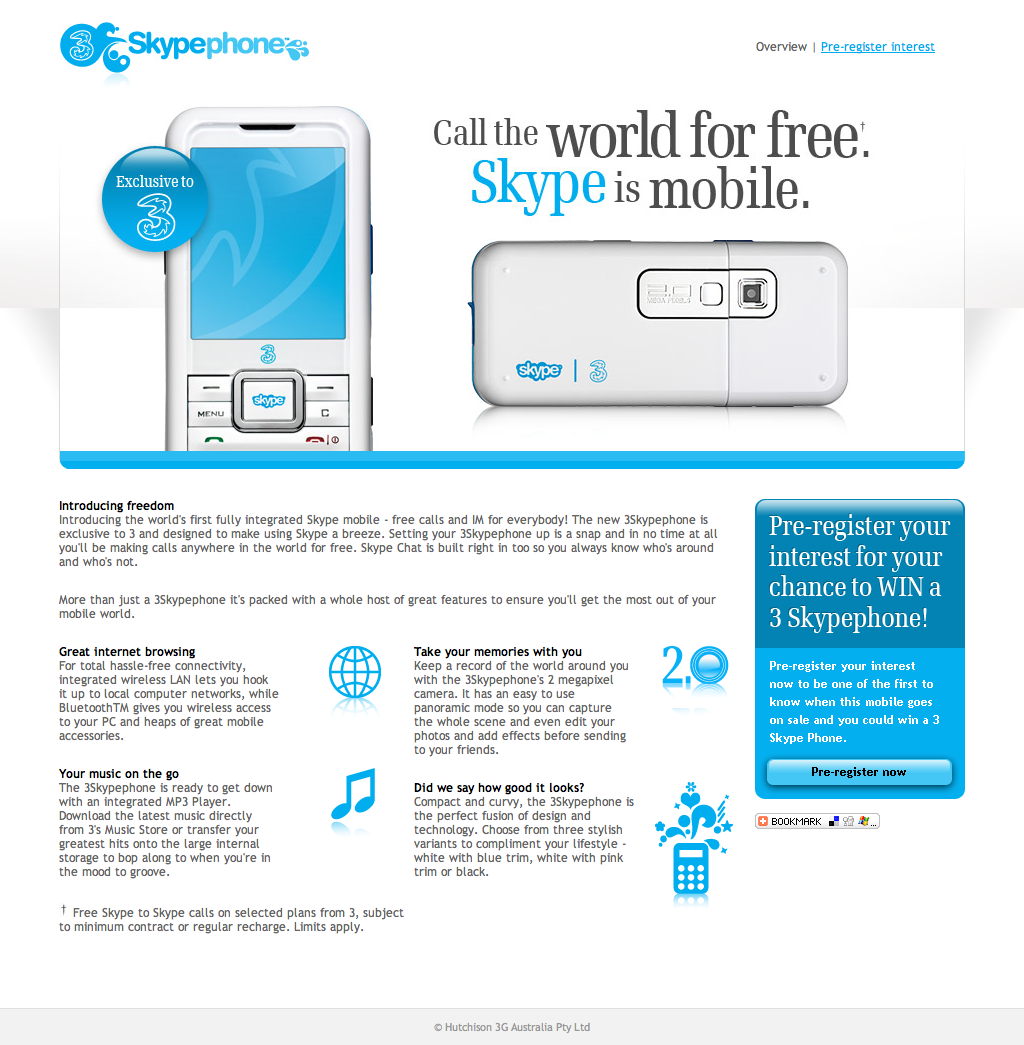 3 Skypephone™
Overview | Pre-register interest
Call the world for free.†
Skype is mobile.
Exclusive to
3
2.0
MEGA PIXELS
skype | 3
3
skype
MENU
C
Introducing freedom
Introducing the world's first fully integrated Skype mobile - free calls and IM for everybody! The new 3Skypephone is
exclusive to 3 and designed to make using Skype a breeze. Setting your 3Skypephone up is a snap and in no time at all
you'll be making calls anywhere in the world for free. Skype Chat is built right in too so you always know who's around
and who's not.
More than just a 3Skypephone it's packed with a whole host of great features to ensure you'll get the most out of your
mobile world.
Great internet browsing
For total hassle-free connectivity,
integrated wireless LAN lets you hook
it up to local computer networks, while
BluetoothTM gives you wireless access
to your PC and heaps of great mobile
accessories.
Your music on the go
The 3Skypephone is ready to get down
with an integrated MP3 Player.
Download the latest music directly
from 3's Music Store or transfer your
greatest hits onto the large internal
storage to bop along to when you're in
the mood to groove.
Take your memories with you
Keep a record of the world around you
with the 3Skypephone's 2 megapixel
camera. It has an easy to use
panoramic mode so you can capture
the whole scene and even edit your
photos and add effects before sending
to your friends.
2.0
Did we say how good it looks?
Compact and curvy, the 3Skypephone is
the perfect fusion of design and
technology. Choose from three stylish
variants to compliment your lifestyle -
white with blue trim, white with pink
trim or black.
† Free Skype to Skype calls on selected plans from 3, subject
to minimum contract or regular recharge. Limits apply.
Pre-register your
interest for your
chance to WIN a
3 Skypephone!
Pre-register your interest
now to be one of the first to
know when this mobile goes
on sale and you could win a 3
Skype Phone.
Pre-register now
BOOKMARK
© Hutchison 3G Australia Pty Ltd